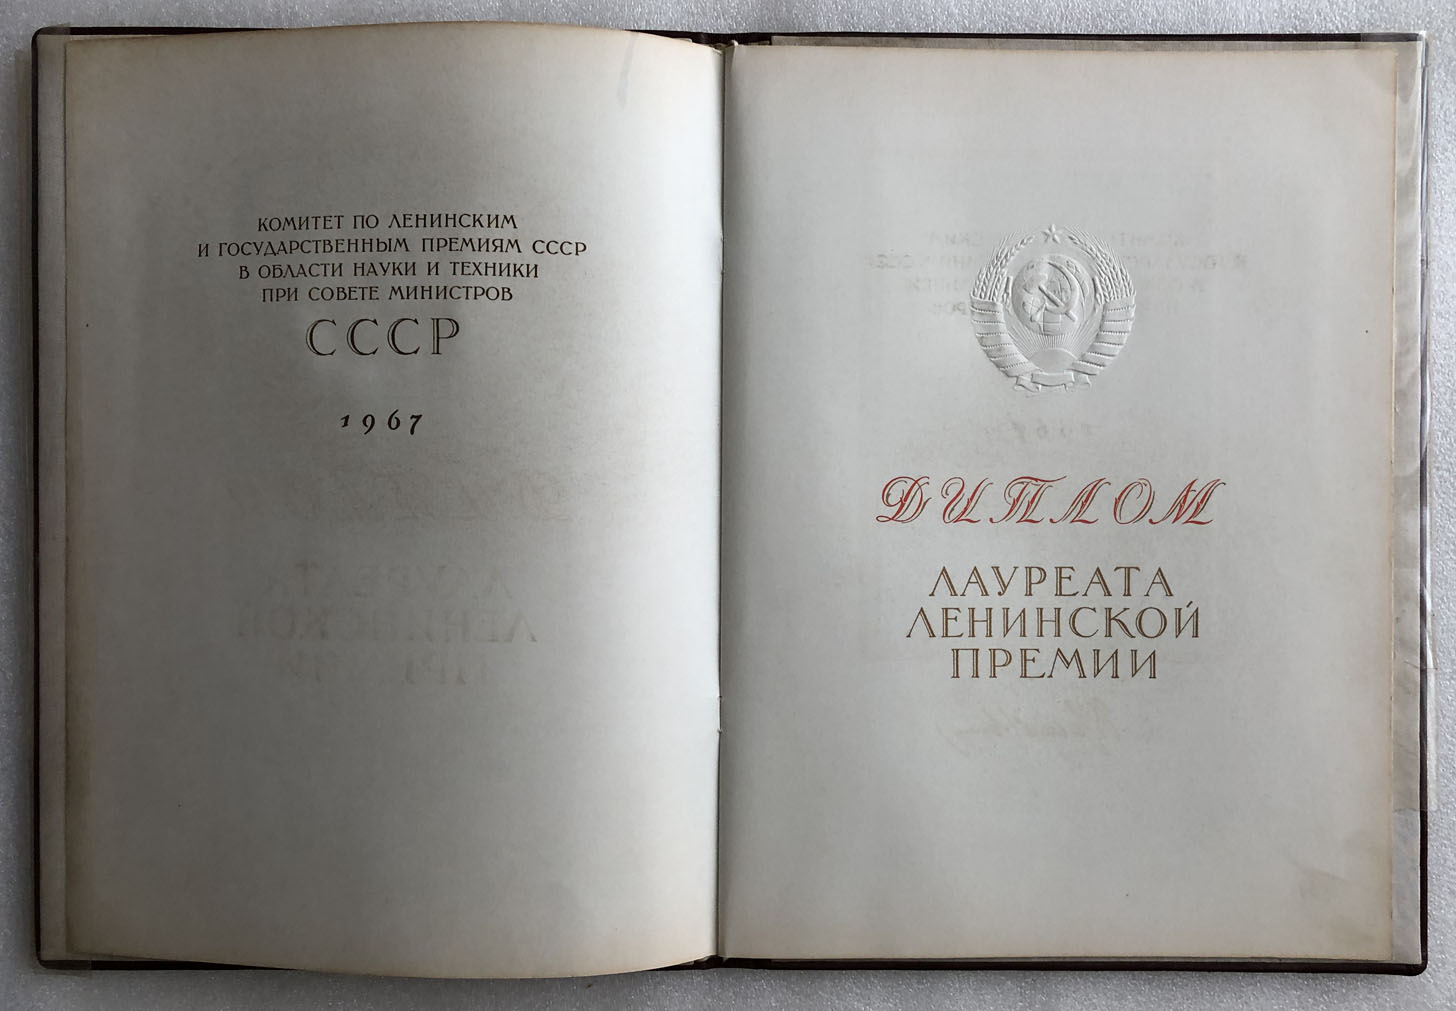 КОМИТЕТ ПО ЛЕНИНСКИМ
И ГОСУДАРСТВЕННЫМ ПРЕМИЯМ СССР
В ОБЛАСТИ НАУКИ И ТЕХНИКИ
ПРИ СОВЕТЕ МИНИСТРОВ
СССР
1967
ДИПЛОМ
ЛАУРЕАТА
ЛЕНИНСКОЙ
ПРЕМИИ